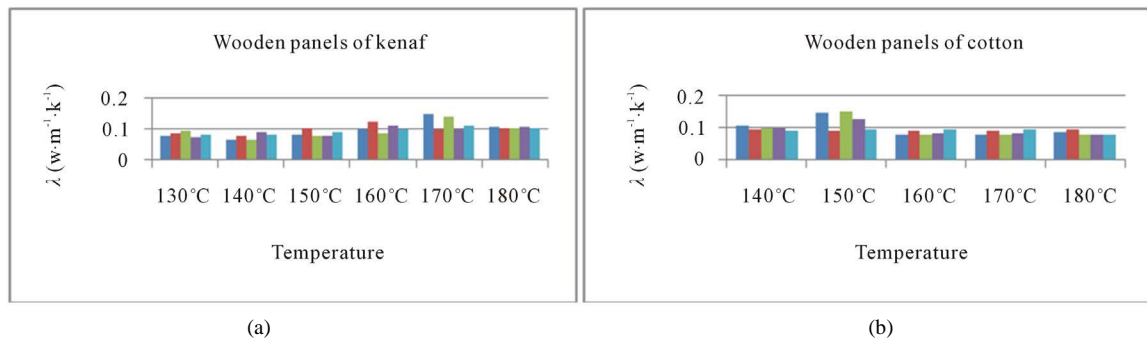 Wooden panels of kenaf
λ (w·m⁻¹·k⁻¹)
0.2
0.1
0
130°C 140°C 150°C 160°C 170°C 180°C
Temperature
(a)
Wooden panels of cotton
λ (w·m⁻¹·k⁻¹)
0.2
0.1
0
140°C 150°C 160°C 170°C 180°C
Temperature
(b)